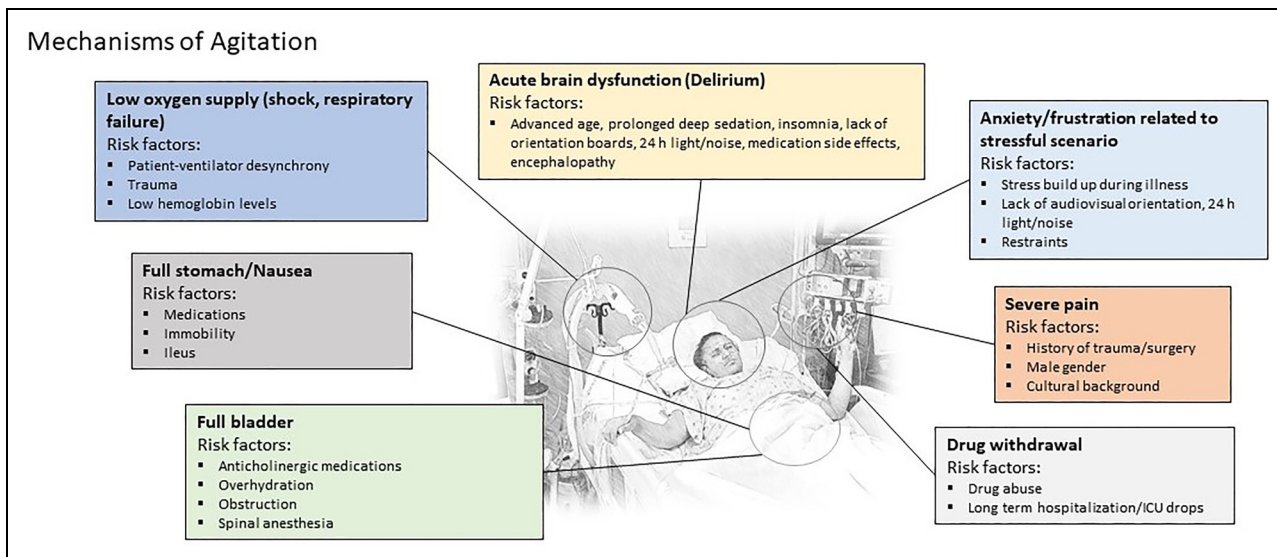 Mechanisms of Agitation
Low oxygen supply (shock, respiratory
failure)
Risk factors:
▪ Patient-ventilator desynchrony
▪ Trauma
▪ Low hemoglobin levels
Acute brain dysfunction (Delirium)
Risk factors:
▪ Advanced age, prolonged deep sedation, insomnia, lack of
orientation boards, 24 h light/noise, medication side effects,
encephalopathy
Anxiety/frustration related to
stressful scenario
Risk factors:
▪ Stress build up during illness
▪ Lack of audiovisual orientation, 24 h
light/noise
▪ Restraints
Full stomach/Nausea
Risk factors:
▪ Medications
▪ Immobility
▪ Ileus
Severe pain
Risk factors:
▪ History of trauma/surgery
▪ Male gender
▪ Cultural background
Full bladder
Risk factors:
▪ Anticholinergic medications
▪ Overhydration
▪ Obstruction
▪ Spinal anesthesia
Drug withdrawal
Risk factors:
▪ Drug abuse
▪ Long term hospitalization/ICU drops